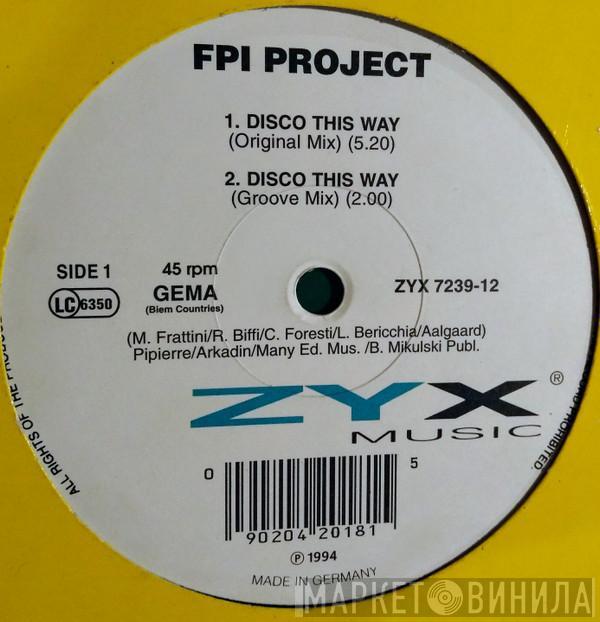 FPI PROJECT
1. DISCO THIS WAY
(Original Mix) (5.20)
2. DISCO THIS WAY
(Groove Mix) (2.00)
SIDE 1
45 rpm
GEMA
(Biem Countries)
LC 6350
ZYX 7239-12
(M. Frattini/R. Biffi/C. Foresti/L. Bericchia/Aalgaard)
Pipierre/Arkadin/Many Ed. Mus. /B. Mikulski Publ.
ZYX ®
MUSIC
0 90204 20181 5
℗ 1994
MADE IN GERMANY
ALL RIGHTS OF THE
PROHIBITED.
МАРКЕТ ВИНИЛА